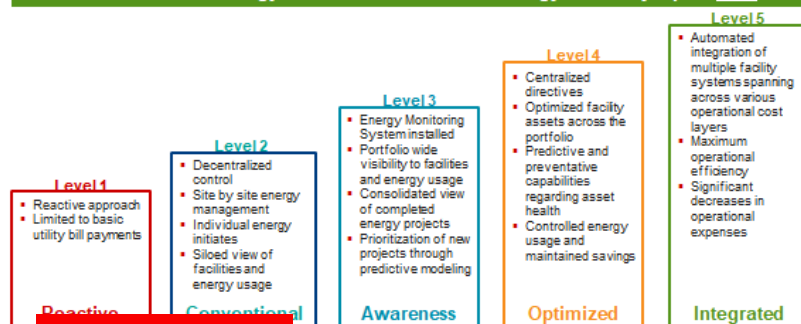 Level 1
Reactive approach
Limited to basic
utility bill payments
Reactive
Level 2
Decentralized
control
Site by site energy
management
Individual energy
initiates
Siloed view of
facilities and
energy usage
Conventional
Level 3
Energy Monitoring
System installed
Portfolio wide
visibility to facilities
and energy usage
Consolidated view
of completed
energy projects
Prioritization of new
projects through
predictive modeling
Awareness
Level 4
Centralized
directives
Optimized facility
assets across the
portfolio
Predictive and
preventative
capabilities
regarding asset
health
Controlled energy
usage and
maintained savings
Optimized
Level 5
Automated
integration of
multiple facility
systems spanning
across various
operational cost
layers
Maximum
operational
efficiency
Significant
decreases in
operational
expenses
Integrated